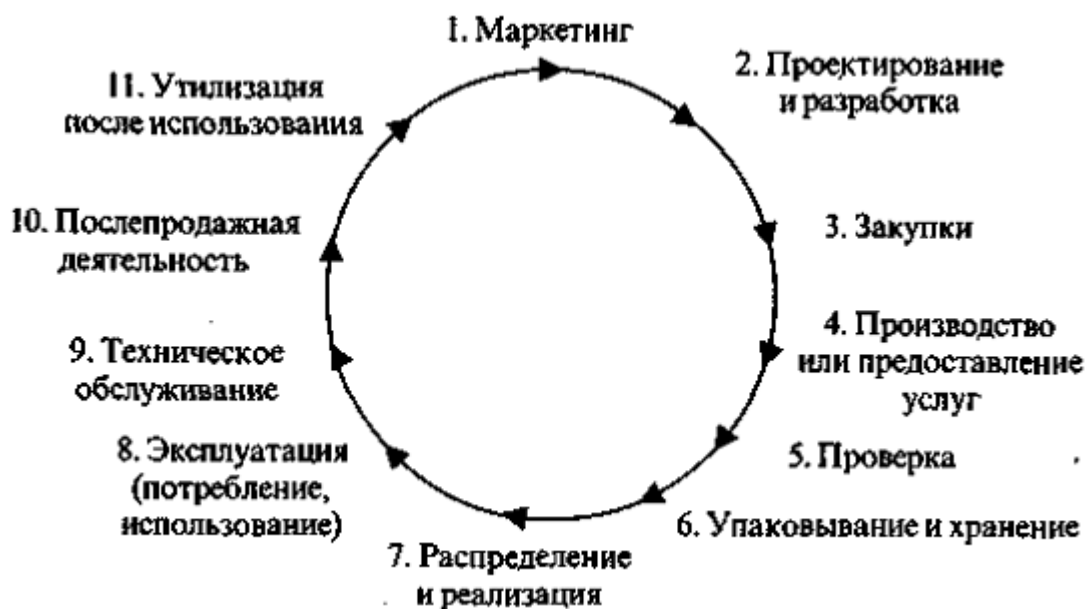 1. Маркетинг
2. Проектирование
и разработка
3. Закупки
4. Производство
или предоставление
услуг
5. Проверка
6. Упаковывание и хранение
7. Распределение
и реализация
8. Эксплуатация
(потребление,
использование)
9. Техническое
обслуживание
10. Послепродажная
деятельность
11. Утилизация
после использования